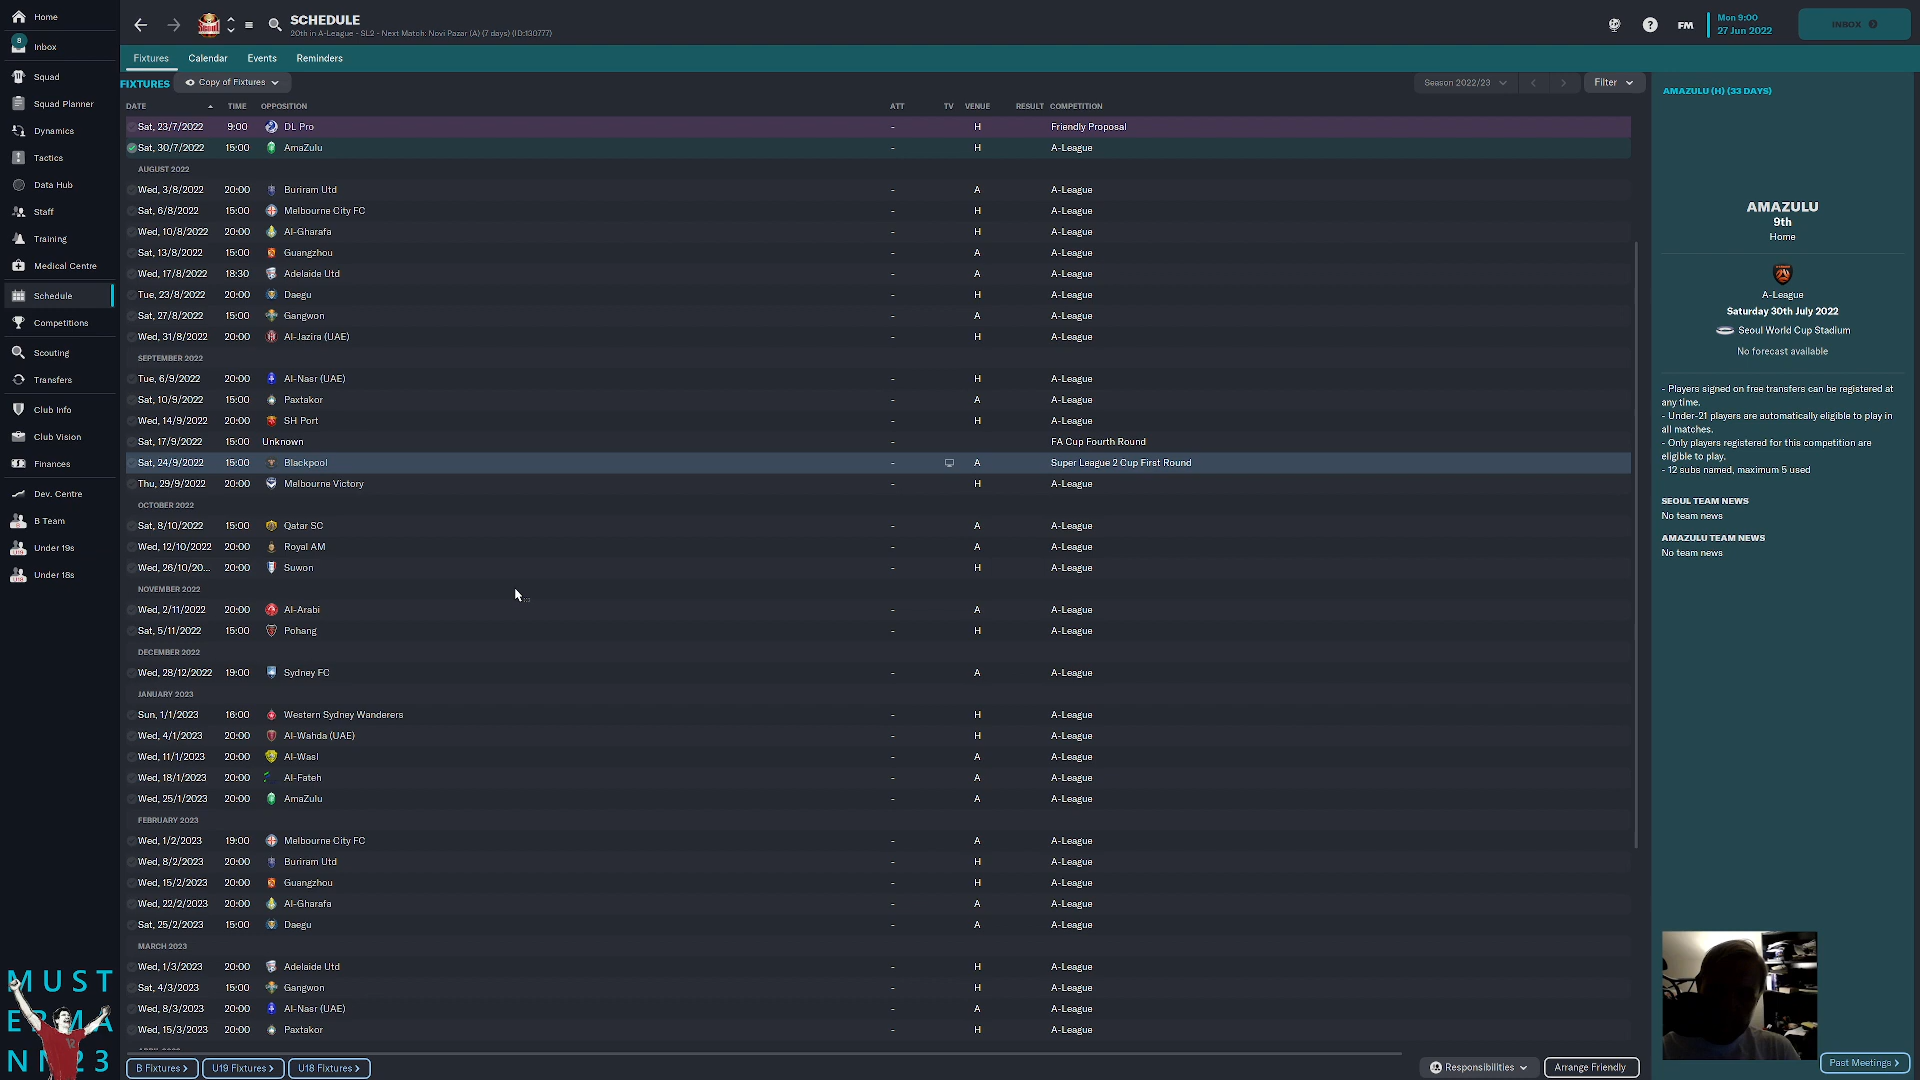 Home
8
Inbox
Squad
Squad Planner
Dynamics
Tactics
Data Hub
Staff
Training
Medical Centre
Schedule
Competitions
Scouting
Transfers
Club Info
Club Vision
Finances
Dev. Centre
B Team
Under 19s
Under 18s
MUST
ERMA
NN23
SCHEDULE
20th in A-League - SL2 - Next Match: Novi Pazar (A) (7 days) (ID:130777)
FM
Mon 9:00
27 Jun 2022
INBOX
Fixtures Calendar Events Reminders
FIXTURES Copy of Fixtures Season 2022/23 Filter
DATE TIME OPPOSITION ATT TV VENUE RESULT COMPETITION
Sat, 23/7/2022 9:00 DL Pro - H Friendly Proposal
Sat, 30/7/2022 15:00 AmaZulu - H A-League
AUGUST 2022
Wed, 3/8/2022 20:00 Buriram Utd - A A-League
Sat, 6/8/2022 15:00 Melbourne City FC - H A-League
Wed, 10/8/2022 20:00 Al-Gharafa - H A-League
Sat, 13/8/2022 15:00 Guangzhou - A A-League
Wed, 17/8/2022 18:30 Adelaide Utd - A A-League
Tue, 23/8/2022 20:00 Daegu - H A-League
Sat, 27/8/2022 15:00 Gangwon - A A-League
Wed, 31/8/2022 20:00 Al-Jazira (UAE) - H A-League
SEPTEMBER 2022
Tue, 6/9/2022 20:00 Al-Nasr (UAE) - H A-League
Sat, 10/9/2022 15:00 Paxtakor - A A-League
Wed, 14/9/2022 20:00 SH Port - H A-League
Sat, 17/9/2022 15:00 Unknown FA Cup Fourth Round
Sat, 24/9/2022 15:00 Blackpool - A Super League 2 Cup First Round
Thu, 29/9/2022 20:00 Melbourne Victory - H A-League
OCTOBER 2022
Sat, 8/10/2022 15:00 Qatar SC - A A-League
Wed, 12/10/2022 20:00 Royal AM - A A-League
Wed, 26/10/20... 20:00 Suwon - H A-League
NOVEMBER 2022
Wed, 2/11/2022 20:00 Al-Arabi - A A-League
Sat, 5/11/2022 15:00 Pohang - H A-League
DECEMBER 2022
Wed, 28/12/2022 19:00 Sydney FC - A A-League
JANUARY 2023
Sun, 1/1/2023 16:00 Western Sydney Wanderers - H A-League
Wed, 4/1/2023 20:00 Al-Wahda (UAE) - H A-League
Wed, 11/1/2023 20:00 Al-Wasl - A A-League
Wed, 18/1/2023 20:00 Al-Fateh - A A-League
Wed, 25/1/2023 20:00 AmaZulu - A A-League
FEBRUARY 2023
Wed, 1/2/2023 19:00 Melbourne City FC - A A-League
Wed, 8/2/2023 20:00 Buriram Utd - H A-League
Wed, 15/2/2023 20:00 Guangzhou - H A-League
Wed, 22/2/2023 20:00 Al-Gharafa - A A-League
Sat, 25/2/2023 15:00 Daegu - A A-League
MARCH 2023
Wed, 1/3/2023 20:00 Adelaide Utd - H A-League
Sat, 4/3/2023 15:00 Gangwon - H A-League
Wed, 8/3/2023 20:00 Al-Nasr (UAE) - A A-League
Wed, 15/3/2023 20:00 Paxtakor - H A-League
B Fixtures > U19 Fixtures > U18 Fixtures > Responsibilities Arrange Friendly
AMAZULU (H) (33 DAYS)
AMAZULU
9th
Home
A-League
Saturday 30th July 2022
Seoul World Cup Stadium
No forecast available
- Players signed on free transfers can be registered at
any time.
- Under-21 players are automatically eligible to play in
all matches.
- Only players registered for this competition are
eligible to play.
- 12 subs named, maximum 5 used
SEOUL TEAM NEWS
No team news
AMAZULU TEAM NEWS
No team news
Past Meetings >